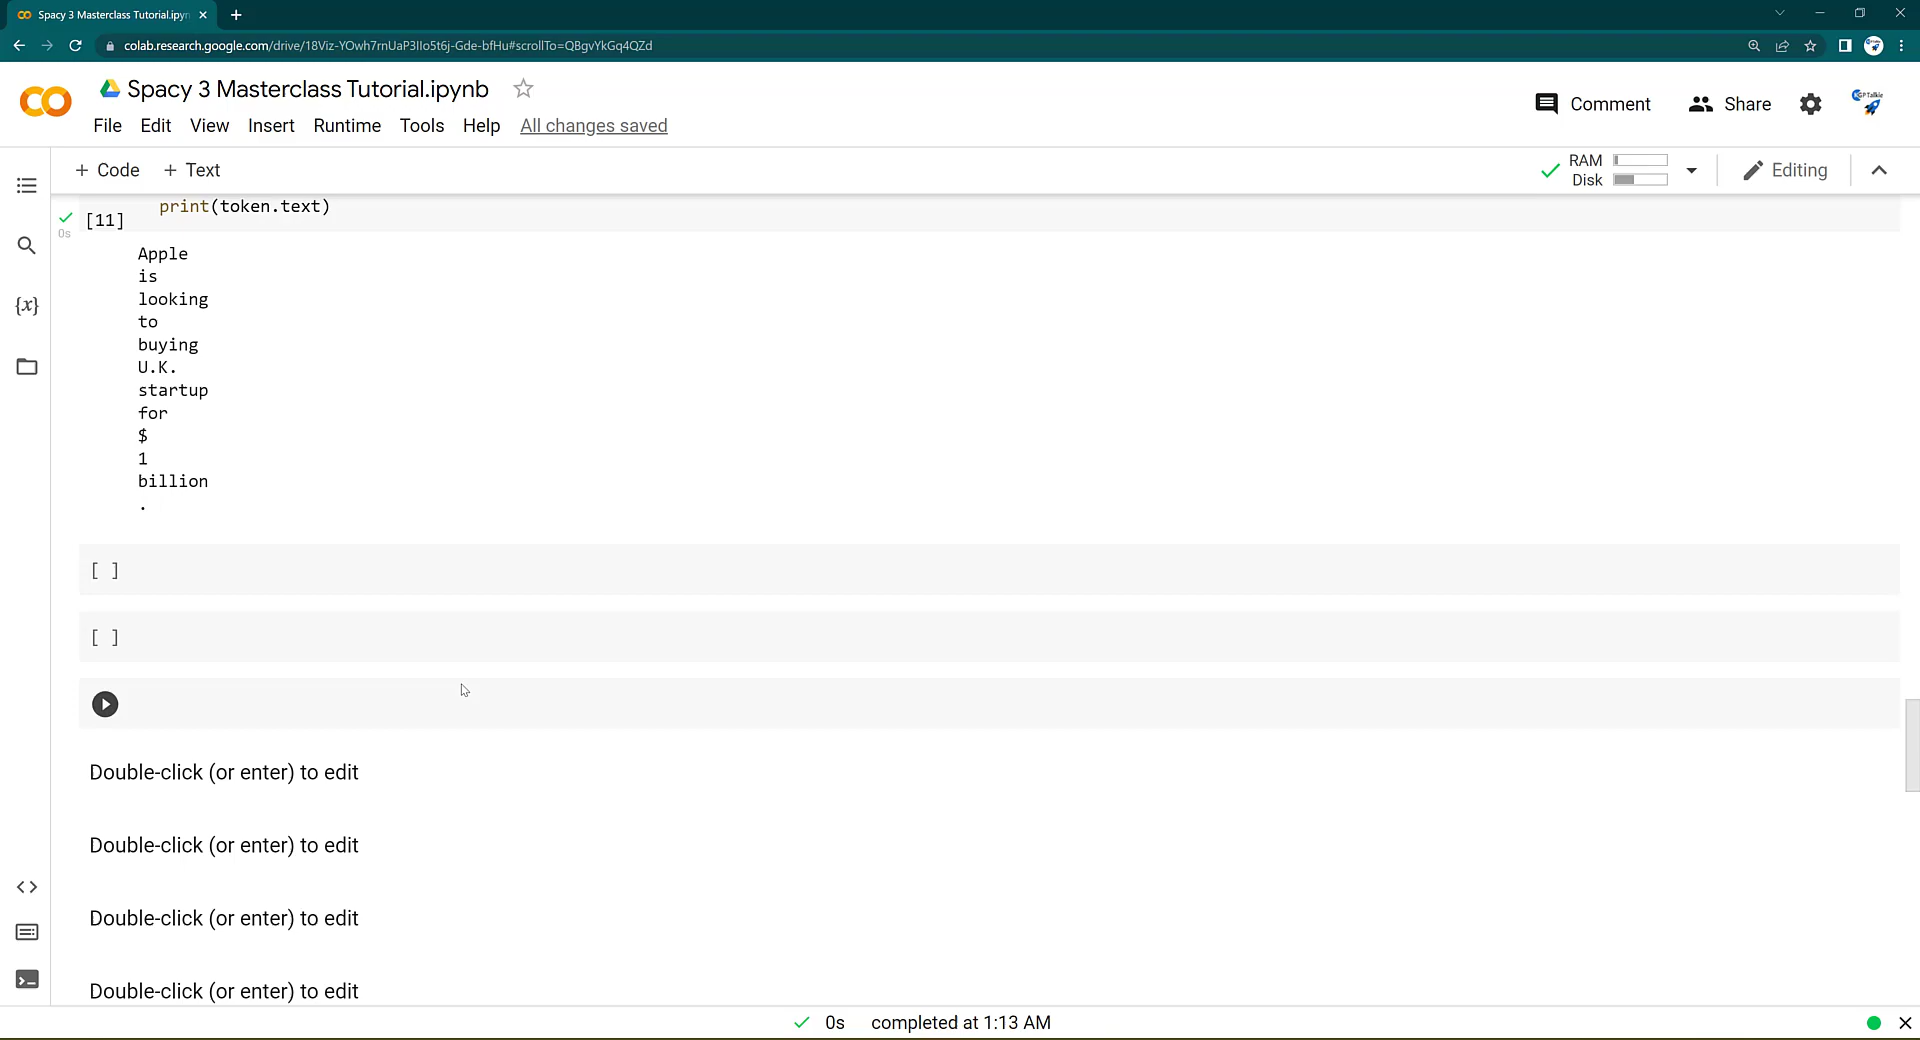 Spacy 3 Masterclass Tutorial.ipyn
colab.research.google.com/drive/18Viz-YOwh7rnUaP3IIo5t6j-Gde-bfHu#scrollTo=QBgvYkGq4QZd
Spacy 3 Masterclass Tutorial.ipynb
Comment
Share
KGPTalkie
File Edit View Insert Runtime Tools Help All changes saved
+ Code + Text
RAM
Disk
Editing
print(token.text)
[11]
0s
Apple
is
looking
to
buying
U.K.
startup
for
$
1
billion
.
[ ]
[ ]
{x}
Double-click (or enter) to edit
Double-click (or enter) to edit
Double-click (or enter) to edit
Double-click (or enter) to edit
0s completed at 1:13 AM